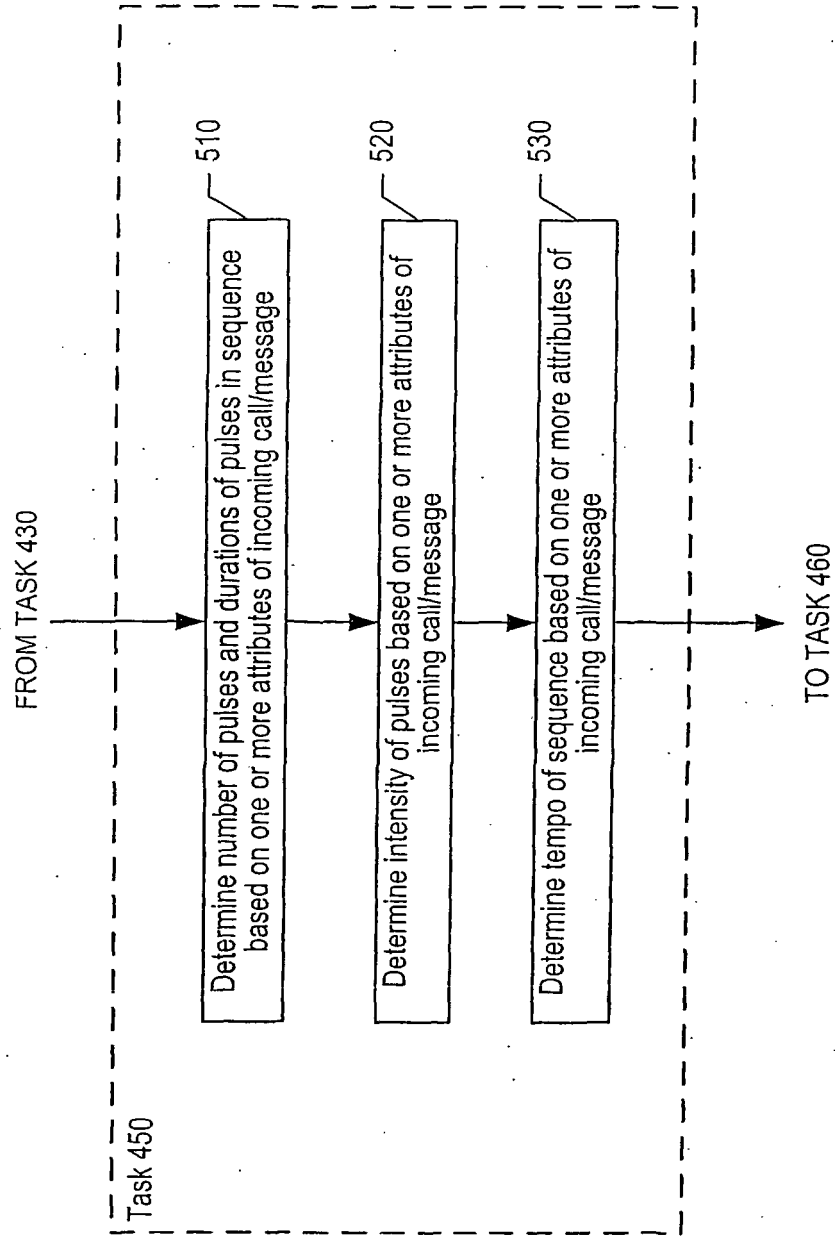 FROM TASK 430
Task 450
510
Determine number of pulses and durations of pulses in sequence
based on one or more attributes of incoming call/message
520
Determine intensity of pulses based on one or more attributes of
incoming call/message
530
Determine tempo of sequence based on one or more attributes of
incoming call/message
TO TASK 460